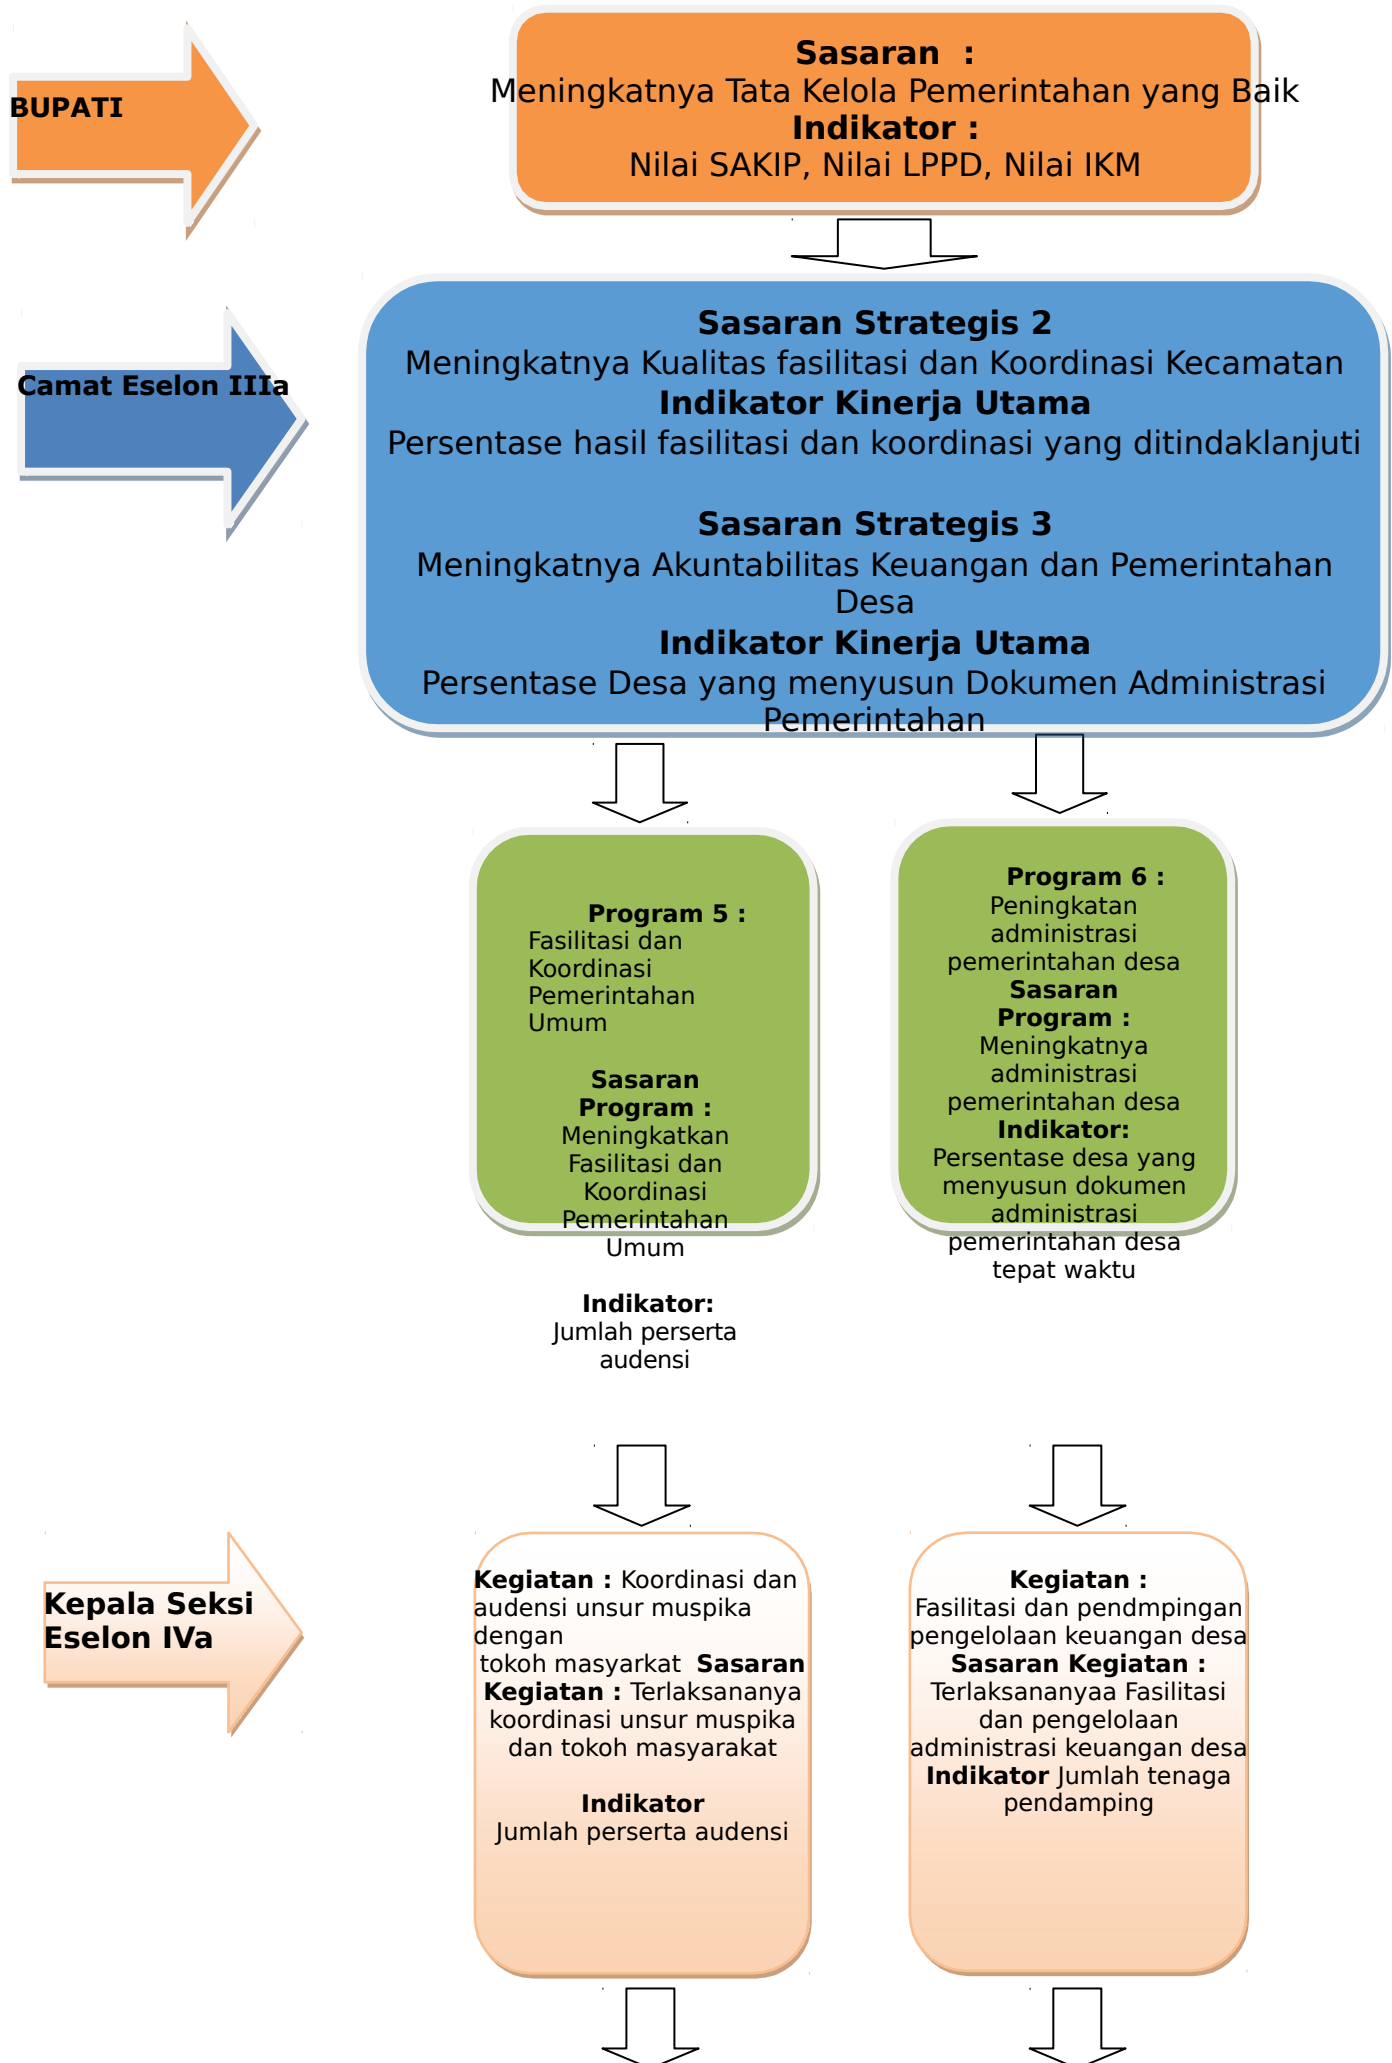 BUPATI
Sasaran  :
Meningkatnya Tata Kelola Pemerintahan yang Baik
Indikator :
Nilai SAKIP, Nilai LPPD, Nilai IKM
Camat Eselon IIIa
Sasaran Strategis 2
Meningkatnya Kualitas fasilitasi dan Koordinasi Kecamatan
Indikator Kinerja Utama
Persentase hasil fasilitasi dan koordinasi yang ditindaklanjuti
Sasaran Strategis 3
Meningkatnya Akuntabilitas Keuangan dan Pemerintahan
Desa
Indikator Kinerja Utama
Persentase Desa yang menyusun Dokumen Administrasi
Pemerintahan
Program 5 :
Fasilitasi dan
Koordinasi
Pemerintahan
Umum
Sasaran
Program :
Meningkatkan
Fasilitasi dan
Koordinasi
Pemerintahan
Umum
Indikator:
Jumlah perserta
audensi
Program 6 :
Peningkatan
administrasi
pemerintahan desa
Sasaran
Program :
Meningkatnya
administrasi
pemerintahan desa
Indikator:
Persentase desa yang
menyusun dokumen
administrasi
pemerintahan desa
tepat waktu
Kepala Seksi
Eselon IVa
Kegiatan : Koordinasi dan
audensi unsur muspika
dengan
tokoh masyarkat  Sasaran
Kegiatan : Terlaksananya
koordinasi unsur muspika
dan tokoh masyarakat
Indikator
Jumlah perserta audensi
Kegiatan :
Fasilitasi dan pendmpingan
pengelolaan keuangan desa
Sasaran Kegiatan :
Terlaksananyaa Fasilitasi
dan pengelolaan
administrasi keuangan desa
Indikator Jumlah tenaga
pendamping